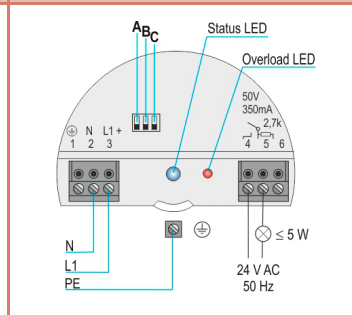 ABC
Status LED
Overload LED
50V
350mA
2,7k
N L1 +
1 2 3
4 5 6
N
L1
PE
≤ 5 W
24 V AC
50 Hz